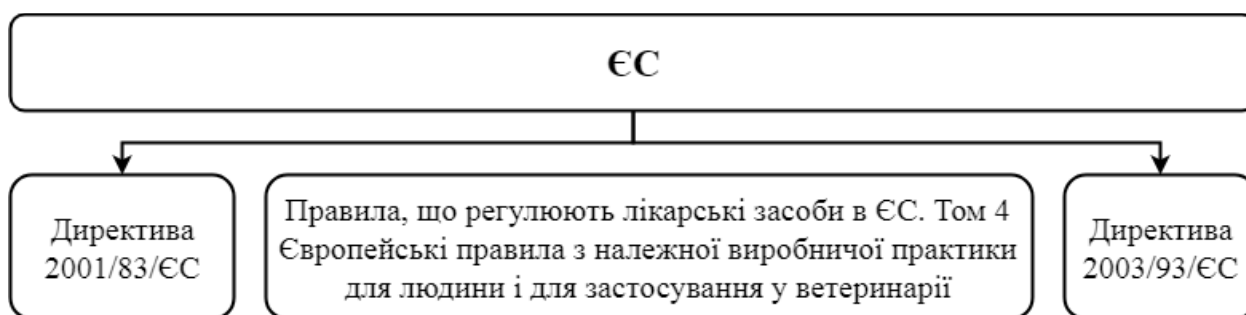 ЄС
Директива
2001/83/ЄС
Правила, що регулюють лікарські засоби в ЄС. Том 4
Європейські правила з належної виробничої практики
для людини і для застосування у ветеринарії
Директива
2003/93/ЄС